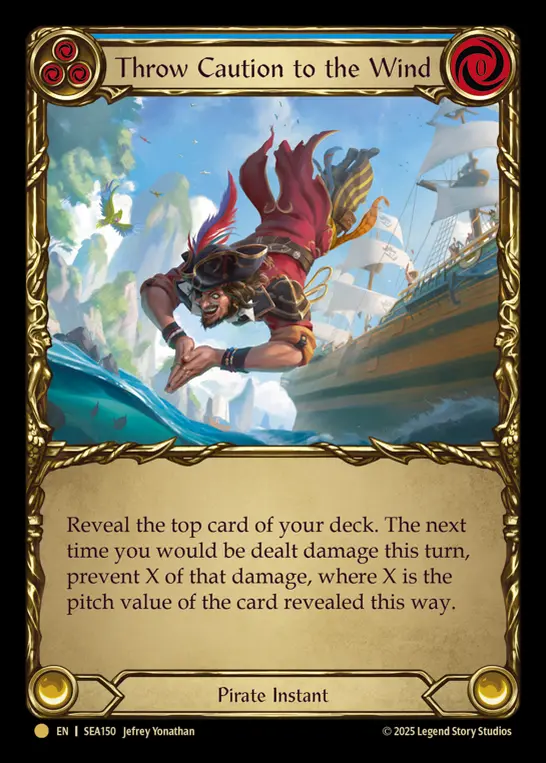 Throw Caution to the Wind
0
Reveal the top card of your deck. The next
time you would be dealt damage this turn,
prevent X of that damage, where X is the
pitch value of the card revealed this way.
Pirate Instant
EN | SEA150 Jefrey Yonathan
© 2025 Legend Story Studios